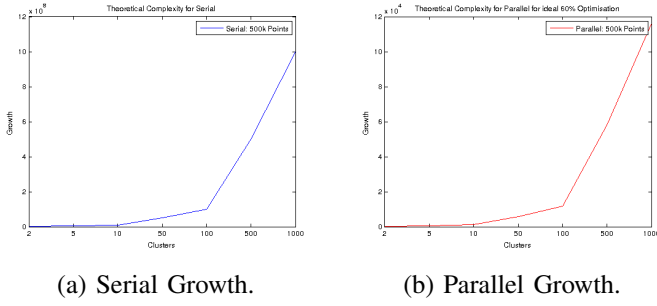 Theoretical Complexity for Serial
x 10^8
12
10
8
6
4
2
0
Growth
Serial: 500k Points
2 5 10 50 100 500 1000
Clusters
(a) Serial Growth.
Theoretical Complexity for Parallel for ideal 60% Optimisation
x 10^4
12
10
8
6
4
2
0
Growth
Parallel: 500k Points
2 5 10 50 100 500 1000
Clusters
(b) Parallel Growth.